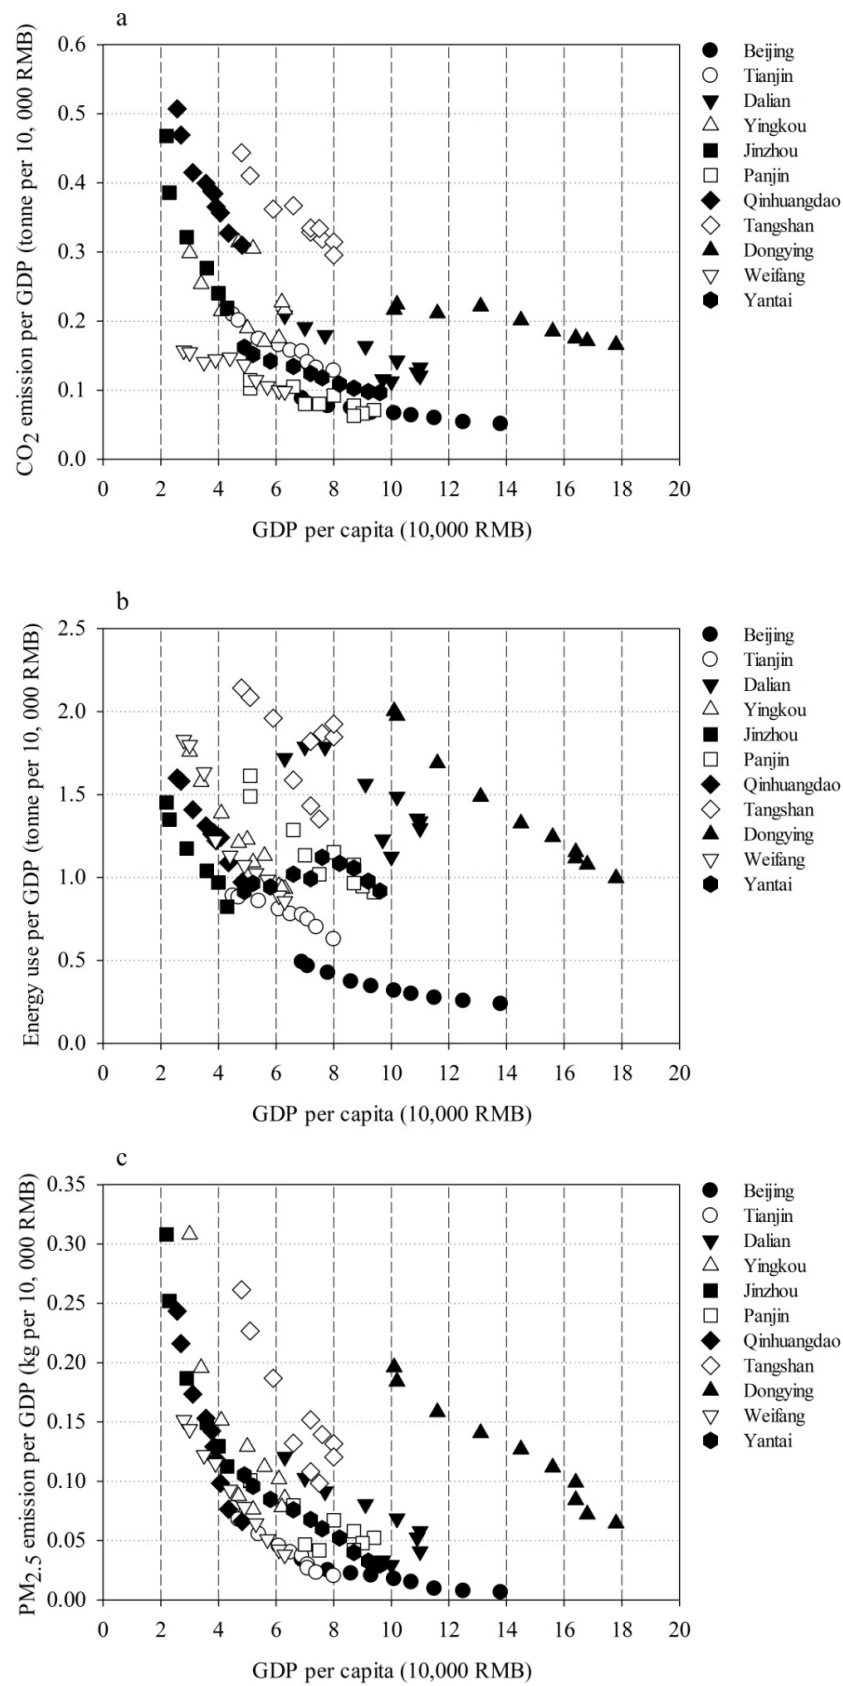 a
CO2 emission per GDP (tonne per 10, 000 RMB)
0.6
0.5
0.4
0.3
0.2
0.1
0.0
0 2 4 6 8 10 12 14 16 18 20
GDP per capita (10,000 RMB)
Beijing
Tianjin
Dalian
Yingkou
Jinzhou
Panjin
Qinhuangdao
Tangshan
Dongying
Weifang
Yantai
b
Energy use per GDP (tonne per 10, 000 RMB)
2.5
2.0
1.5
1.0
0.5
0.0
0 2 4 6 8 10 12 14 16 18 20
GDP per capita (10,000 RMB)
Beijing
Tianjin
Dalian
Yingkou
Jinzhou
Panjin
Qinhuangdao
Tangshan
Dongying
Weifang
Yantai
c
PM2.5 emission per GDP (kg per 10, 000 RMB)
0.35
0.30
0.25
0.20
0.15
0.10
0.05
0.00
0 2 4 6 8 10 12 14 16 18 20
GDP per capita (10,000 RMB)
Beijing
Tianjin
Dalian
Yingkou
Jinzhou
Panjin
Qinhuangdao
Tangshan
Dongying
Weifang
Yantai